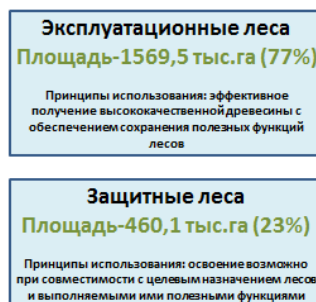 Эксплуатационные леса
Площадь-1569,5 тыс.га (77%)
Принципы использования: эффективное
получение высококачественной древесины с
обеспечением сохранения полезных функций
лесов
Защитные леса
Площадь-460,1 тыс.га (23%)
Принципы использования: освоение возможно
при совместимости с целевым назначением лесов
и выполняемыми ими полезными функциями